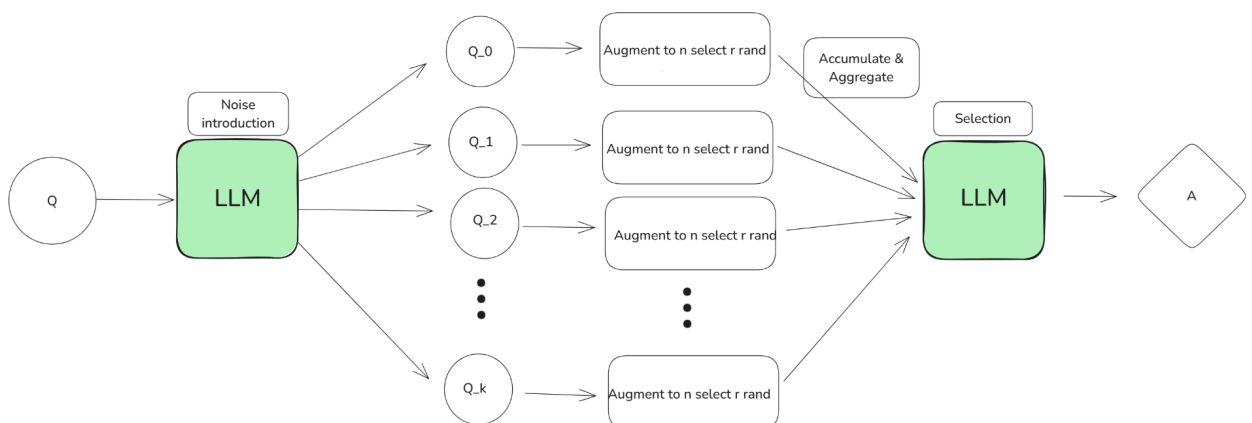 Q
Noise
introduction
LLM
Q_0
Q_1
Q_2
Q_k
Augment to n select r rand
Augment to n select r rand
Augment to n select r rand
Augment to n select r rand
Accumulate &
Aggregate
Selection
LLM
A